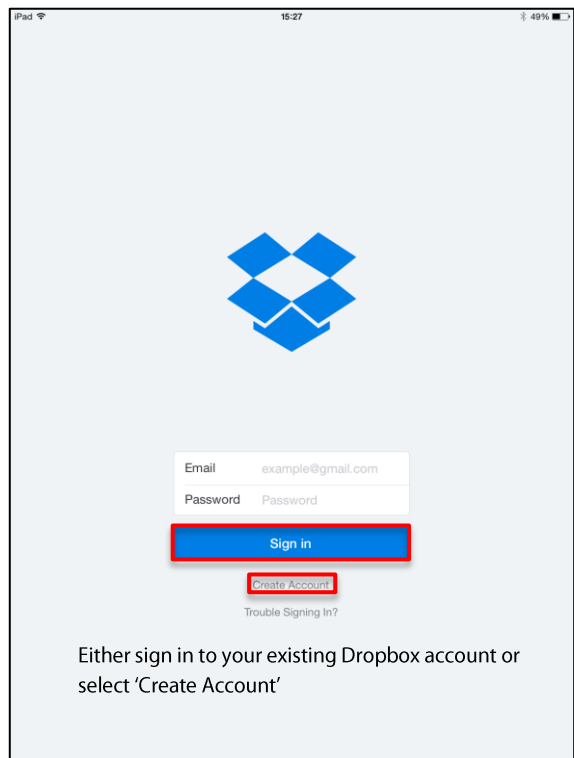 iPad 15:27 49%
Email example@gmail.com
Password Password
Sign in
Create Account
Trouble Signing In?
Either sign in to your existing Dropbox account or
select ‘Create Account’